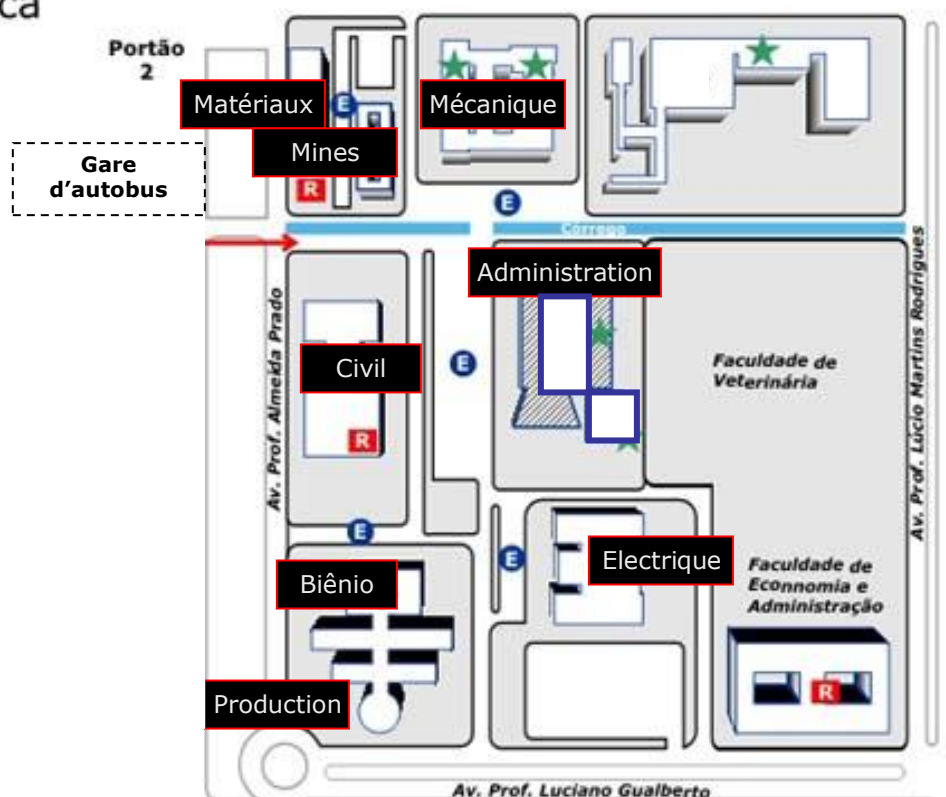 ca
Portão
2
Matériaux
E
Mécanique
Mines
Gare
d'autobus
R
E
Córrego
Administration
Av. Prof. Almeida Prado
Civil
E
Faculdade de
Veterinária
Av. Prof. Lúcio Martins Rodrigues
R
E
E
Electrique
Biênio
Faculdade de
Econnomia e
Administração
Production
R
Av. Prof. Luciano Gualberto